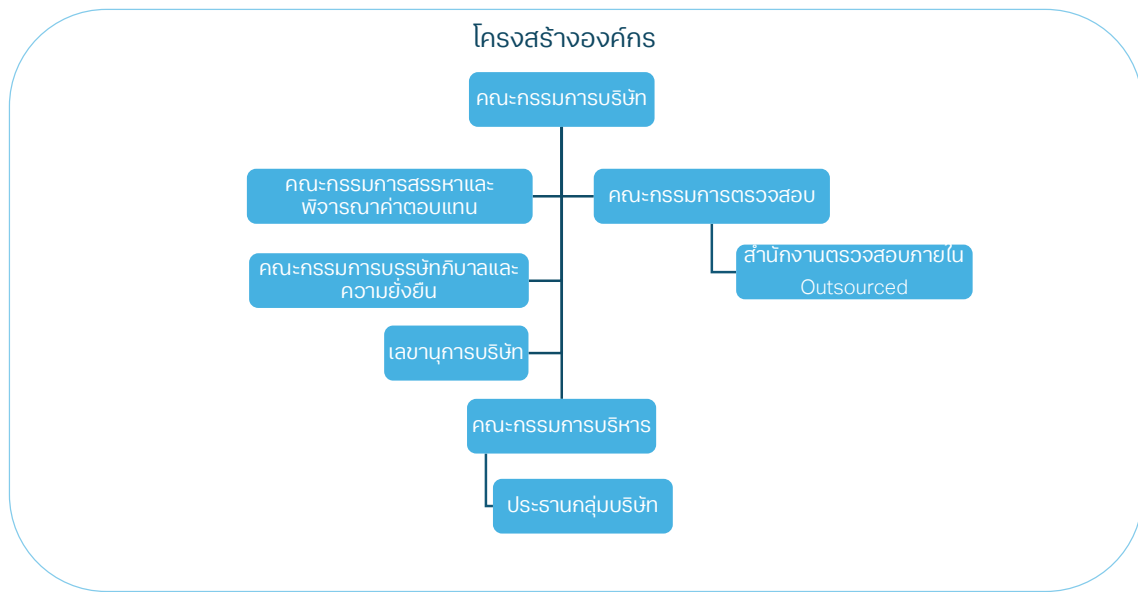 โครงสร้างองค์กร
คณะกรรมการบริษัท
คณะกรรมการสรรหาและ
พิจารณาค่าตอบแทน
คณะกรรมการตรวจสอบ
สำนักงานตรวจสอบภายใน
Outsourced
คณะกรรมการบรรษัทภิบาลและ
ความยั่งยืน
เลขานุการบริษัท
คณะกรรมการบริหาร
ประธานกลุ่มบริษัท